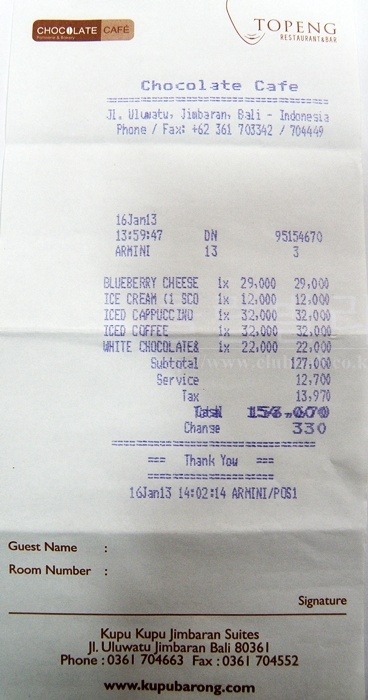 CHOCOLATE CAFÉ
Patisserie & Bakery
TOPENG
RESTAURANT & BAR
Chocolate Cafe
Jl. Uluwatu, Jimbaran, Bali - Indonesia
Phone / Fax: +62 361 703342 / 704449
16Jan13
13:59:47 DN 95154670
ARMINI 13 3
BLUEBERRY CHEESE 1x 29,000 29,000
ICE CREAM (1 SCO 1x 12,000 12,000
ICED CAPPUCCINO 1x 32,000 32,000
ICED COFFEE 1x 32,000 32,000
WHITE CHOCOLATE& 1x 22,000 22,000
Subtotal 127,000
Service 12,700
Tax 13,970
Change 330
=== Thank You ===
16Jan13 14:02:14 ARMINI/POS1
Guest Name :
Room Number :
Signature
Kupu Kupu Jimbaran Suites
Jl. Uluwatu Jimbaran Bali 80361
Phone : 0361 704663 Fax : 0361 704552
www.kupubarong.com